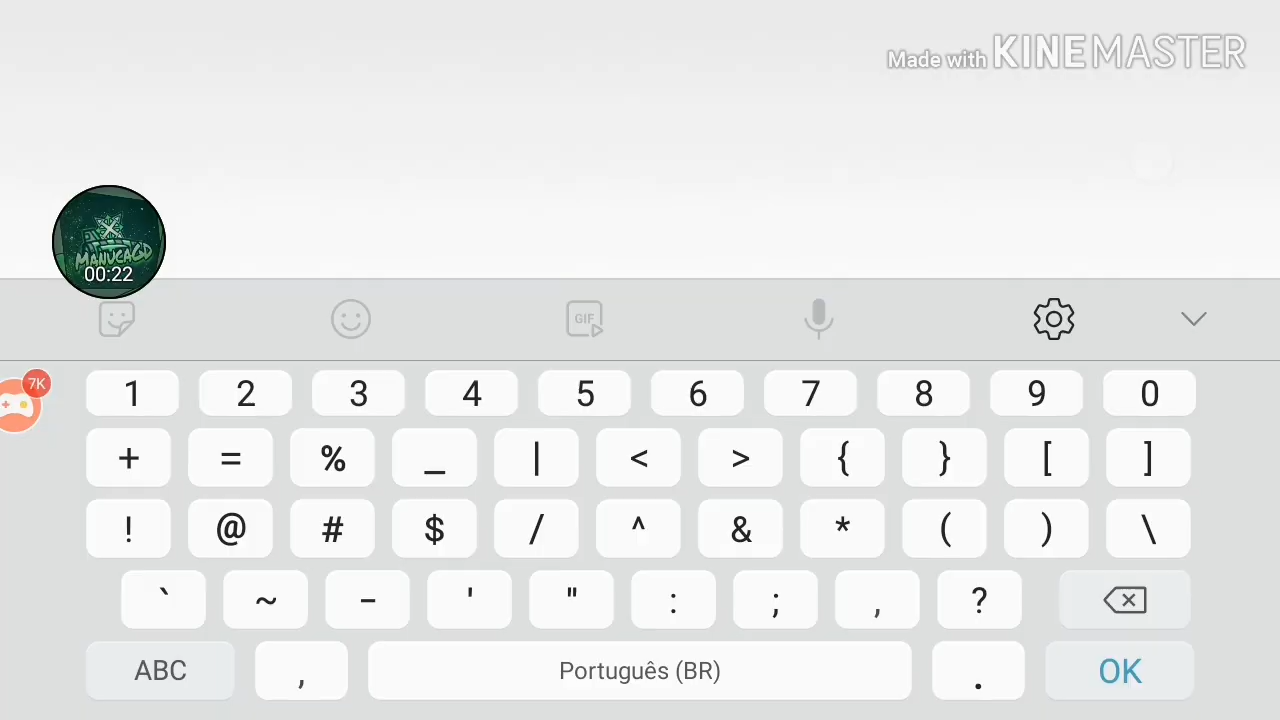 Made with KINEMASTER
MANUCAGD
00:22
GIF
7K
1 2 3 4 5 6 7 8 9 0
+ = % _ | < > { } [ ]
! @ # $ / ^ & * ( ) \
` ~ - ' " : ; , ?
ABC , Português (BR) . OK